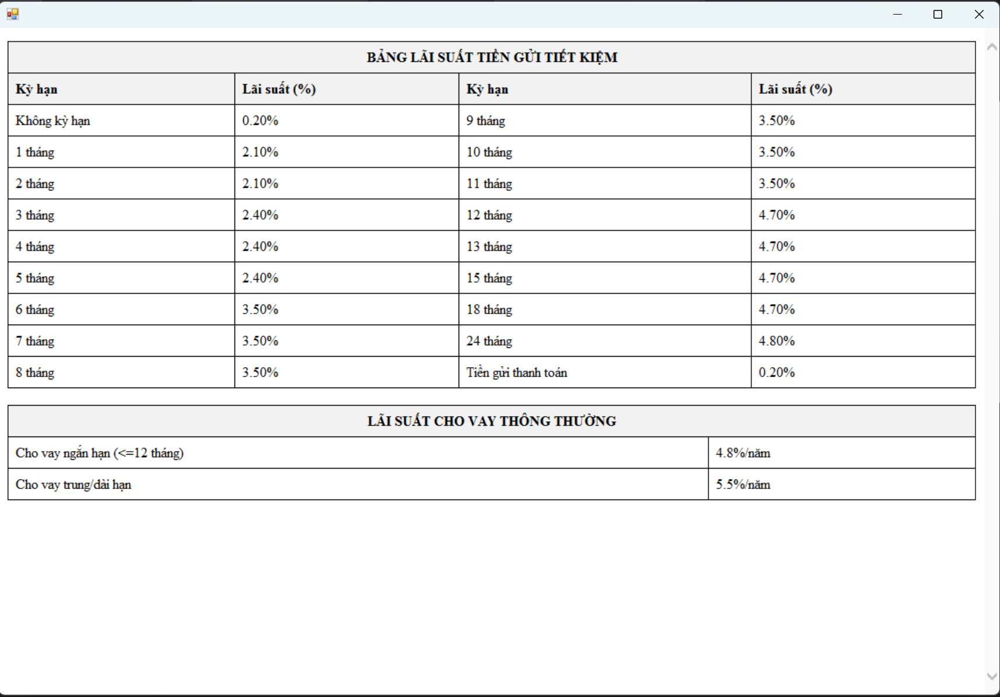 BẢNG LÃI SUẤT TIỀN GỬI TIẾT KIỆM
Kỳ hạn Lãi suất (%) Kỳ hạn Lãi suất (%)
Không kỳ hạn 0.20% 9 tháng 3.50%
1 tháng 2.10% 10 tháng 3.50%
2 tháng 2.10% 11 tháng 3.50%
3 tháng 2.40% 12 tháng 4.70%
4 tháng 2.40% 13 tháng 4.70%
5 tháng 2.40% 15 tháng 4.70%
6 tháng 3.50% 18 tháng 4.70%
7 tháng 3.50% 24 tháng 4.80%
8 tháng 3.50% Tiền gửi thanh toán 0.20%
LÃI SUẤT CHO VAY THÔNG THƯỜNG
Cho vay ngắn hạn (<=12 tháng) 4.8%/năm
Cho vay trung/dài hạn 5.5%/năm